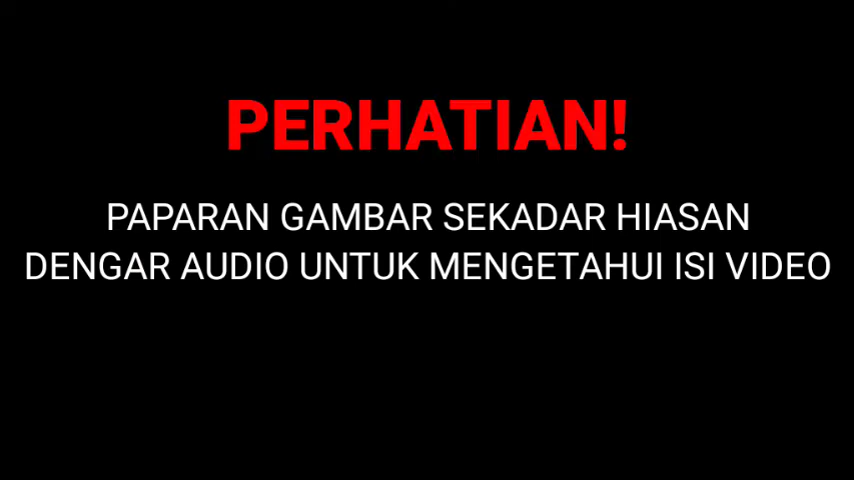 PERHATIAN!
PAPARAN GAMBAR SEKADAR HIASAN
DENGAR AUDIO UNTUK MENGETAHUI ISI VIDEO